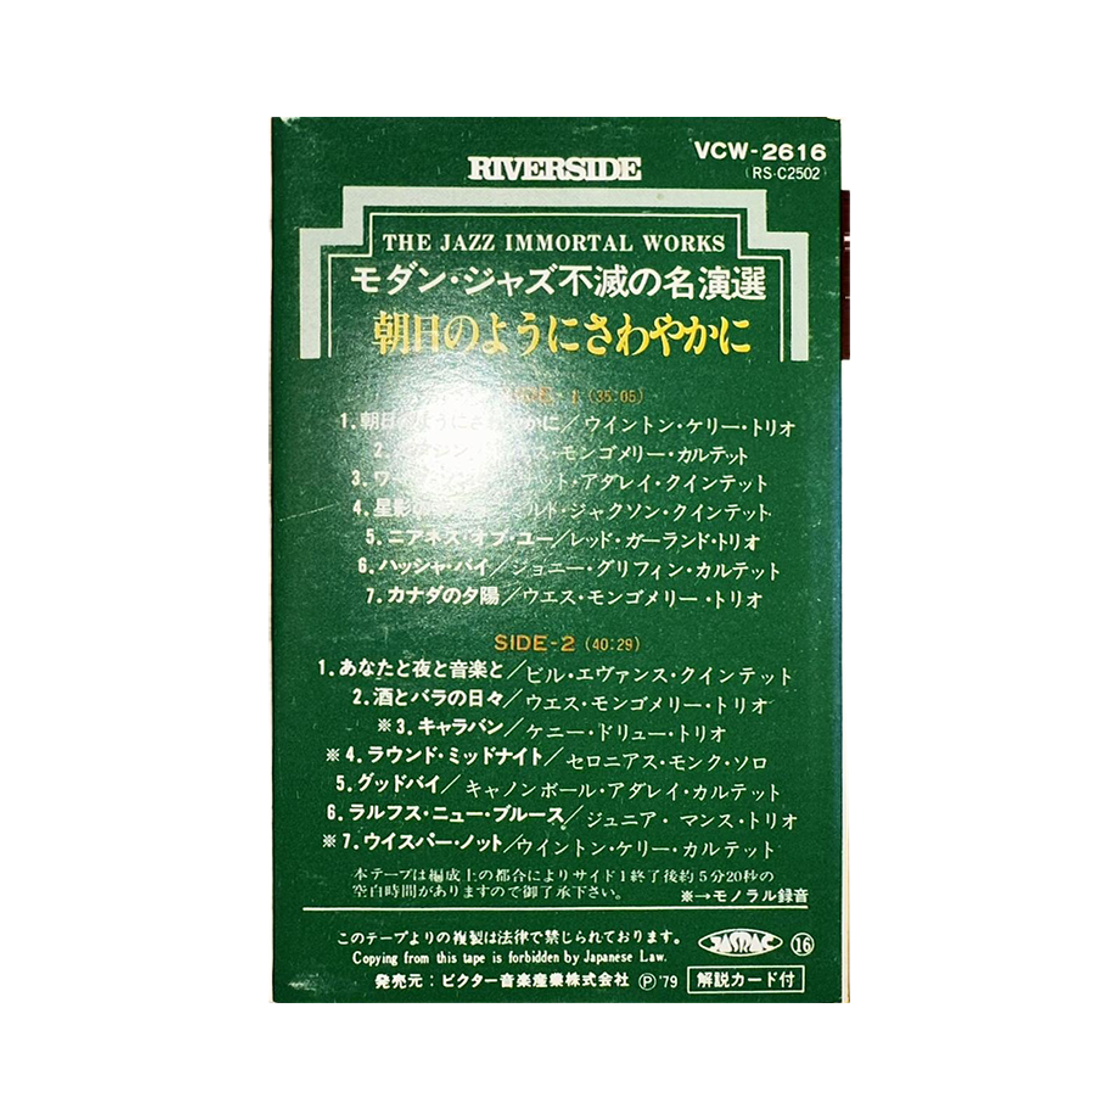 VCW-2616
RIVERSIDE
(RS-C2502)
THE JAZZ IMMORTAL WORKS
モダン・ジャズ不滅の名演選
朝日のようにさわやかに
SIDE-1 (35:05)
1.朝日のようにさわやかに/ウイントン・ケリー・トリオ
2. ス・モンゴメリー・カルテット
3.ワ ット・アダレイ・クインテット
4.星影 ルト・ジャクソン・クインテット
5.ニアネス・オブ・ユー/レッド・ガーランド・トリオ
6.ハッシャ・バイ/ジョニー・グリフィン・カルテット
7.カナダの夕陽/ウエス・モンゴメリー・トリオ
SIDE-2 (40:29)
1.あなたと夜と音楽と/ビル・エヴァンス・クインテット
2.酒とバラの日々/ウエス・モンゴメリー・トリオ
※3.キャラバン/ケニー・ドリュー・トリオ
※4.ラウンド・ミッドナイト/セロニアス・モンク・ソロ
5.グッドバイ/キャノンボール・アダレイ・カルテット
6.ラルフス・ニュー・ブルース/ジュニア・マンス・トリオ
※7.ウイスパー・ノット/ウイントン・ケリー・カルテット
本テープは編成上の都合によりサイド1終了後約5分20秒の
空白時間がありますので御了承下さい。 ※→モノラル録音
このテープよりの複製は法律で禁じられております。 JASRAC ⑯
Copying from this tape is forbidden by Japanese Law.
発売元:ビクター音楽産業株式会社 Ⓟ'79 解説カード付